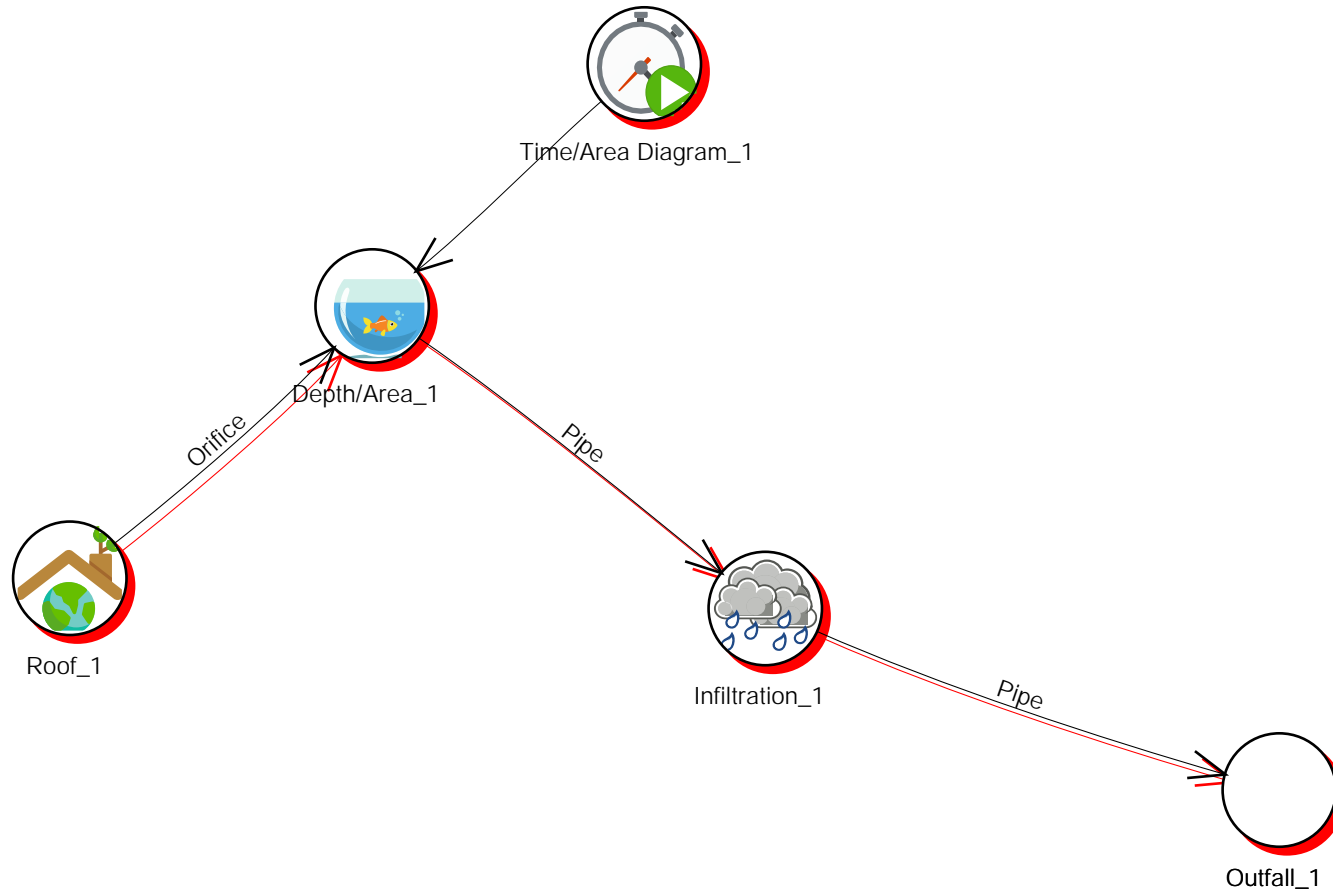 Time/Area Diagram_1
Depth/Area_1
Orifice
Pipe
Roof_1
Infiltration_1
Pipe
Outfall_1